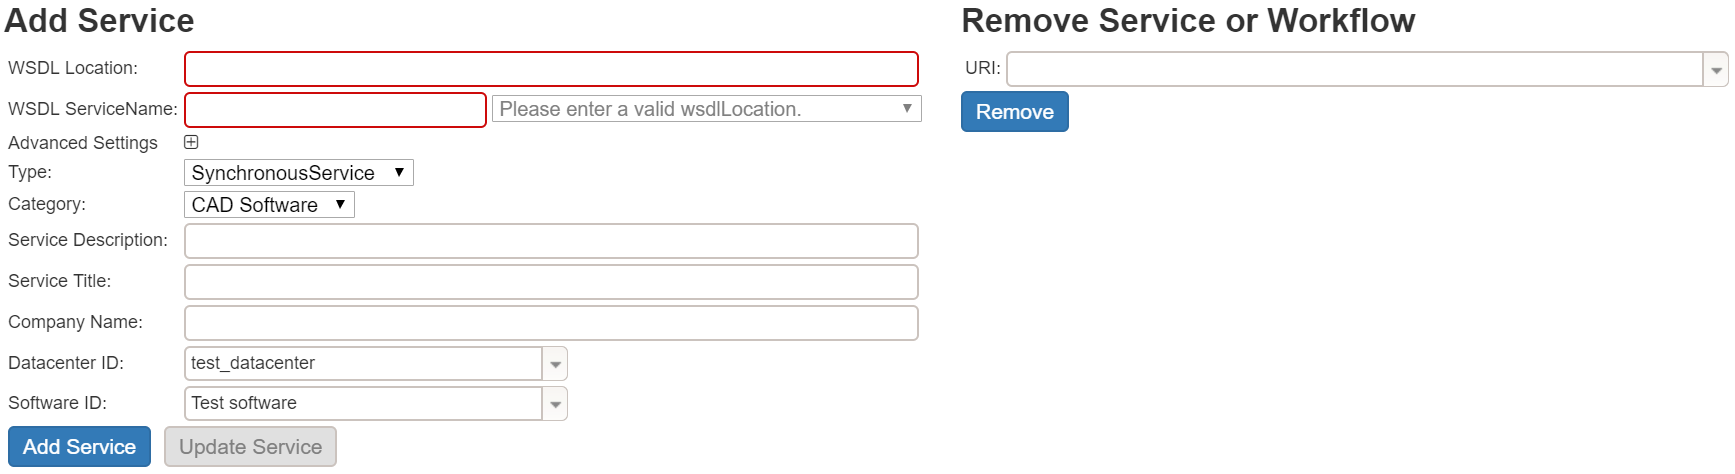 Add Service
WSDL Location:
WSDL ServiceName: Please enter a valid wsdlLocation.
Advanced Settings
Type: SynchronousService
Category: CAD Software
Service Description:
Service Title:
Company Name:
Datacenter ID: test_datacenter
Software ID: Test software
Add Service Update Service
Remove Service or Workflow
URI:
Remove